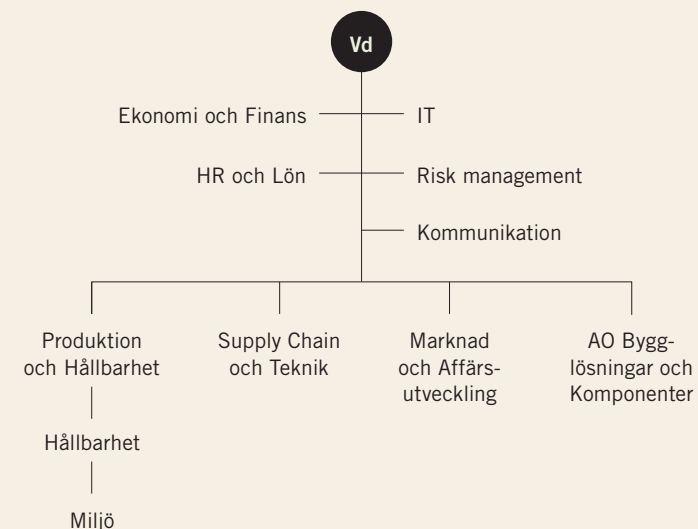 Vd
Ekonomi och Finans
IT
HR och Lön
Risk management
Kommunikation
Produktion
och Hållbarhet
Supply Chain
och Teknik
Marknad
och Affärs-
utveckling
AO Bygg-
lösningar och
Komponenter
Hållbarhet
Miljö